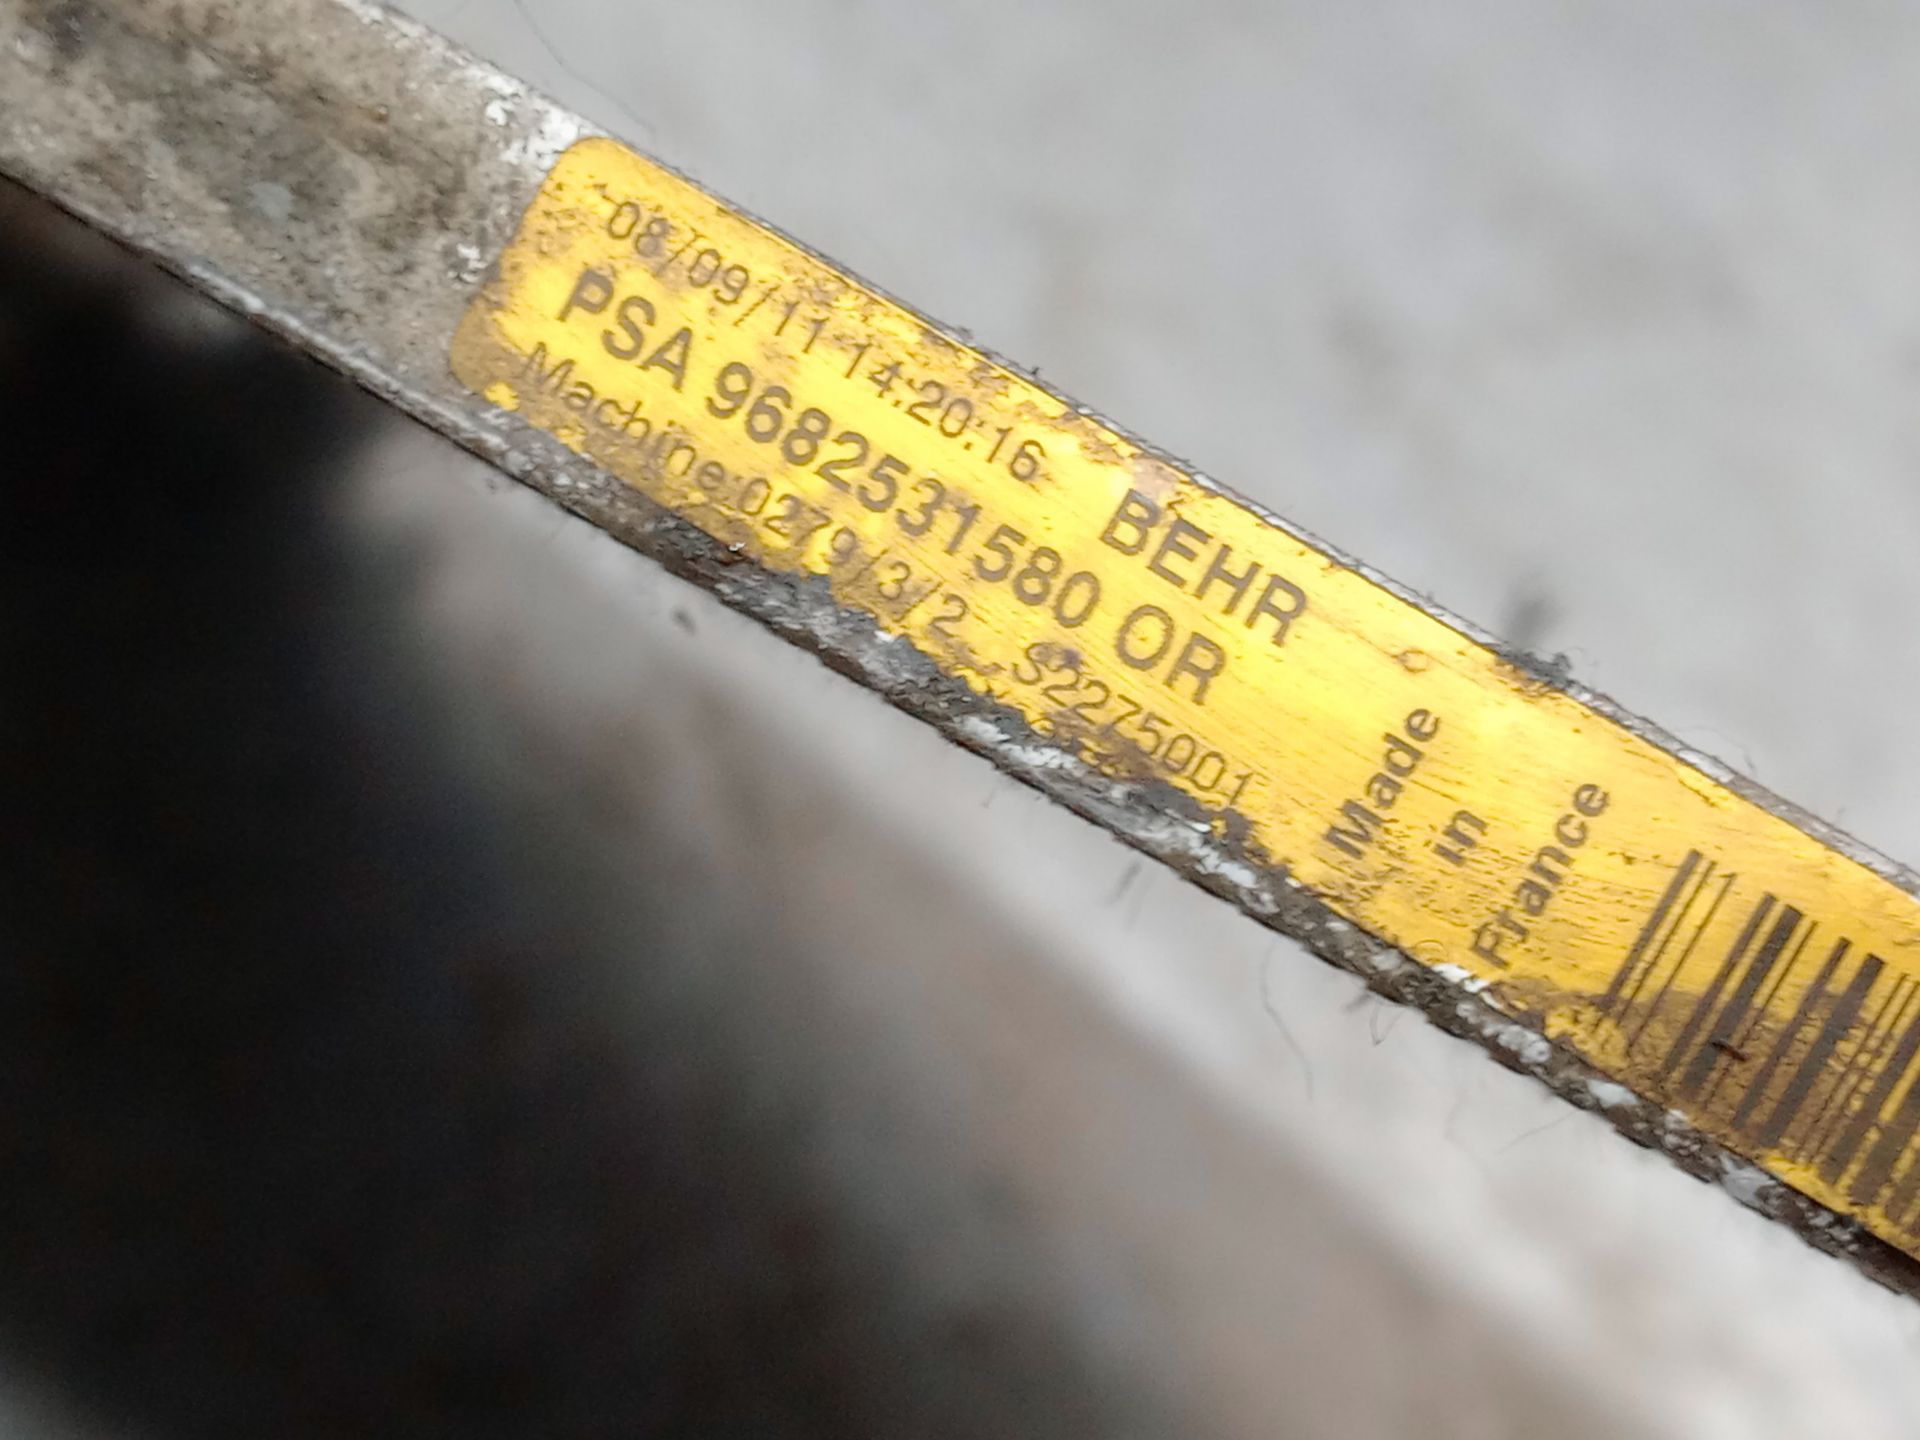 08/09/11 14:20:16 BEHR
PSA 9682531580 OR
Machine:0279/3/2 S2275001
Made
in
France